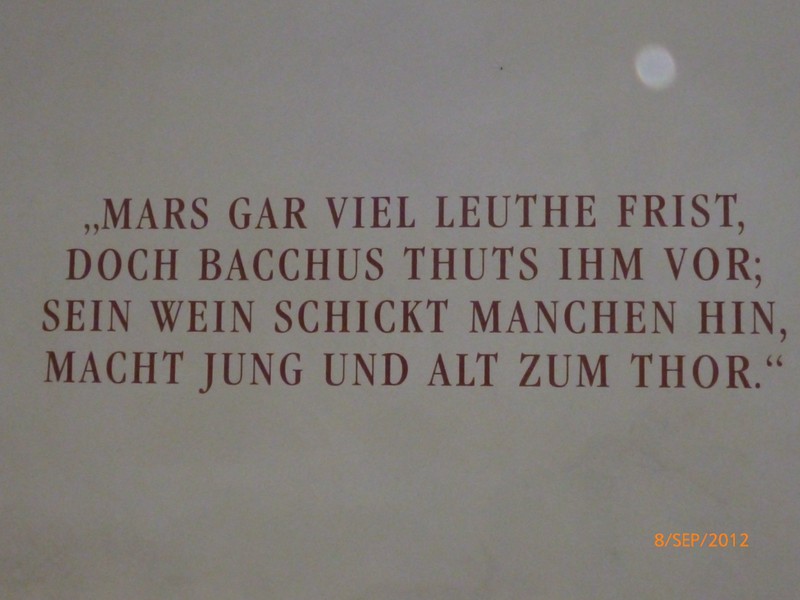 „MARS GAR VIEL LEUTHE FRIST,
DOCH BACCHUS THUTS IHM VOR;
SEIN WEIN SCHICKT MANCHEN HIN,
MACHT JUNG UND ALT ZUM THOR.“
8/SEP/2012